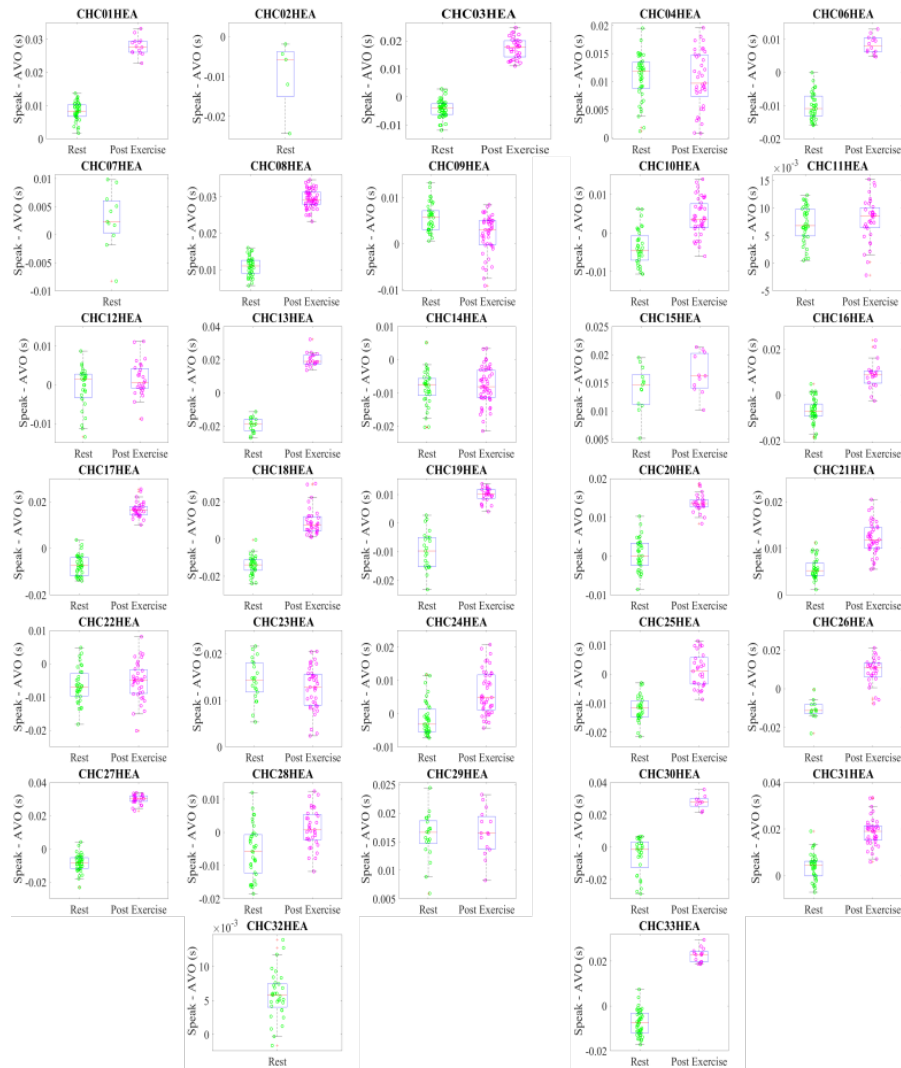 CHC01HEA
Speak - AVO (s)
0.03
0.02
0.01
0
Rest Post Exercise
CHC02HEA
Speak - AVO (s)
0
-0.01
-0.02
Rest
CHC03HEA
Speak - AVO (s)
0.02
0.01
0
-0.01
Rest Post Exercise
CHC04HEA
Speak - AVO (s)
0.02
0.015
0.01
0.005
0
Rest Post Exercise
CHC06HEA
Speak - AVO (s)
0.01
0
-0.01
-0.02
Rest Post Exercise
CHC07HEA
Speak - AVO (s)
0.01
0.005
0
-0.005
-0.01
Rest
CHC08HEA
Speak - AVO (s)
0.03
0.02
0.01
Rest Post Exercise
CHC09HEA
Speak - AVO (s)
0.01
0
-0.01
Rest Post Exercise
CHC10HEA
Speak - AVO (s)
0.01
0
-0.01
Rest Post Exercise
CHC11HEA
×10⁻³
Speak - AVO (s)
15
10
5
0
-5
Rest Post Exercise
CHC12HEA
Speak - AVO (s)
0.01
0
-0.01
Rest Post Exercise
CHC13HEA
Speak - AVO (s)
0.04
0.02
0
-0.02
Rest Post Exercise
CHC14HEA
Speak - AVO (s)
0.01
0
-0.01
-0.02
Rest Post Exercise
CHC15HEA
Speak - AVO (s)
0.025
0.02
0.015
0.01
0.005
Rest Post Exercise
CHC16HEA
Speak - AVO (s)
0.02
0
-0.02
Rest Post Exercise
CHC17HEA
Speak - AVO (s)
0.02
0
-0.02
Rest Post Exercise
CHC18HEA
Speak - AVO (s)
0.02
0
-0.02
Rest Post Exercise
CHC19HEA
Speak - AVO (s)
0.01
0
-0.01
-0.02
Rest Post Exercise
CHC20HEA
Speak - AVO (s)
0.02
0.01
0
-0.01
Rest Post Exercise
CHC21HEA
Speak - AVO (s)
0.02
0.01
0
Rest Post Exercise
CHC22HEA
Speak - AVO (s)
0.01
0
-0.01
-0.02
Rest Post Exercise
CHC23HEA
Speak - AVO (s)
0.02
0.01
0
Rest Post Exercise
CHC24HEA
Speak - AVO (s)
0.02
0.01
0
-0.01
Rest Post Exercise
CHC25HEA
Speak - AVO (s)
0.01
0
-0.01
-0.02
Rest Post Exercise
CHC26HEA
Speak - AVO (s)
0.02
0
-0.02
Rest Post Exercise
CHC27HEA
Speak - AVO (s)
0.04
0.02
0
-0.02
Rest Post Exercise
CHC28HEA
Speak - AVO (s)
0.01
0
-0.01
-0.02
Rest Post Exercise
CHC29HEA
Speak - AVO (s)
0.025
0.02
0.015
0.01
0.005
Rest Post Exercise
CHC30HEA
Speak - AVO (s)
0.04
0.02
0
-0.02
Rest Post Exercise
CHC31HEA
Speak - AVO (s)
0.04
0.02
0
Rest Post Exercise
CHC32HEA
×10⁻³
Speak - AVO (s)
10
5
0
Rest
CHC33HEA
Speak - AVO (s)
0.02
0
-0.02
Rest Post Exercise